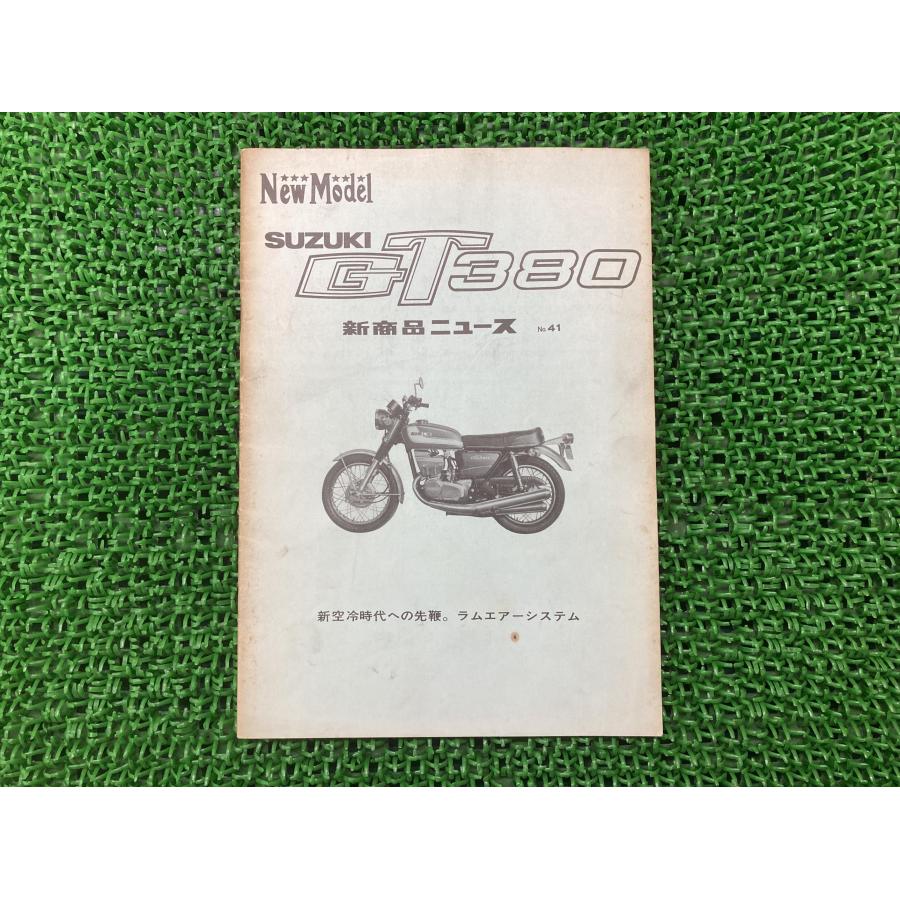 New Model
SUZUKI
GT380
新商品ニュース No.41
新空冷時代への先鞭。ラムエアーシステム